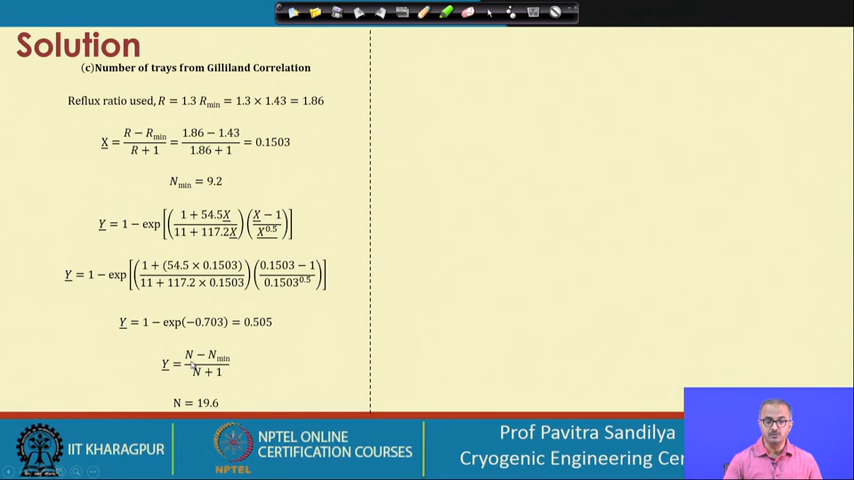 Solution
(c)Number of trays from Gilliland Correlation
Reflux ratio used, R = 1.3 Rmin = 1.3 × 1.43 = 1.86
X = (R − Rmin)/(R + 1) = (1.86 − 1.43)/(1.86 + 1) = 0.1503
Nmin = 9.2
Y = 1 − exp[((1 + 54.5X)/(11 + 117.2X))((X − 1)/X^0.5)]
Y = 1 − exp[((1 + (54.5 × 0.1503))/(11 + 117.2 × 0.1503))((0.1503 − 1)/0.1503^0.5)]
Y = 1 − exp(−0.703) = 0.505
Y = (N − Nmin)/(N + 1)
N = 19.6
IIT KHARAGPUR
NPTEL
NPTEL ONLINE
CERTIFICATION COURSES
Prof Pavitra Sandilya
Cryogenic Engineering Cen